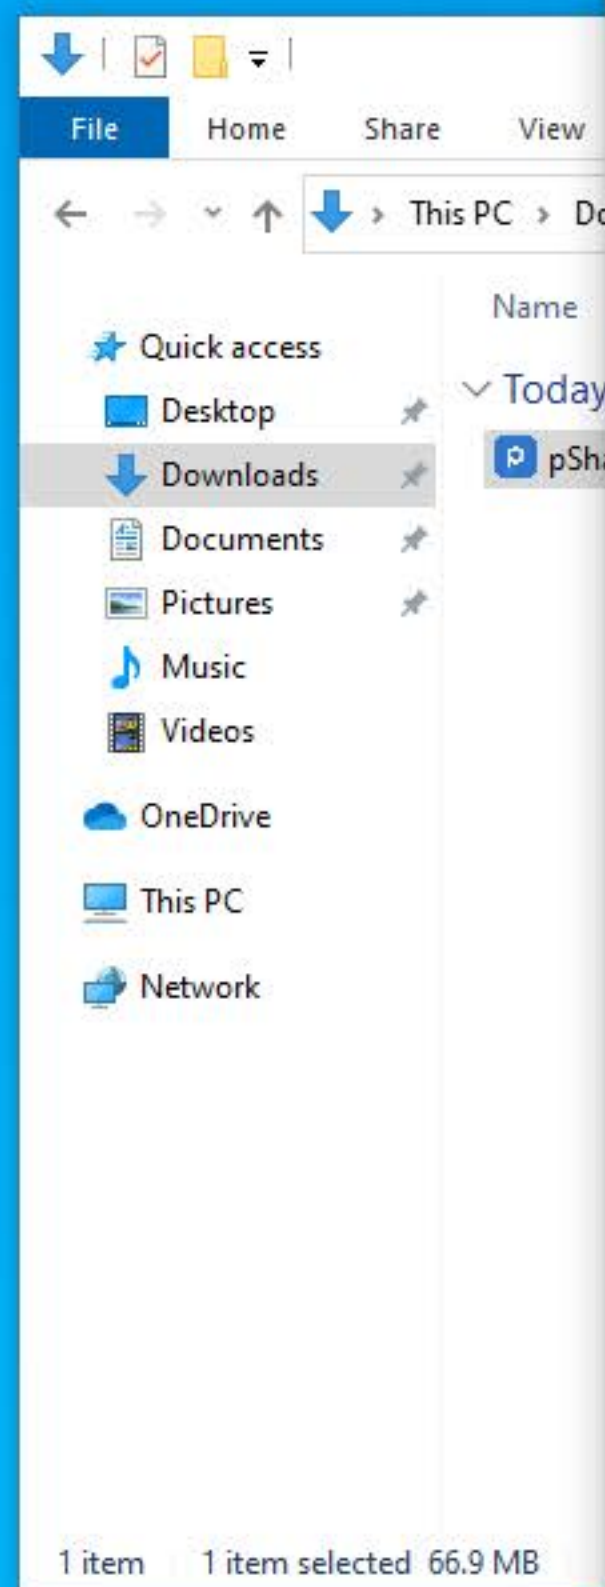 File Home Share View
This PC
Name
Quick access
Today
Desktop
Downloads
Documents
Pictures
Music
Videos
OneDrive
This PC
Network
1 item 1 item selected 66.9 MB